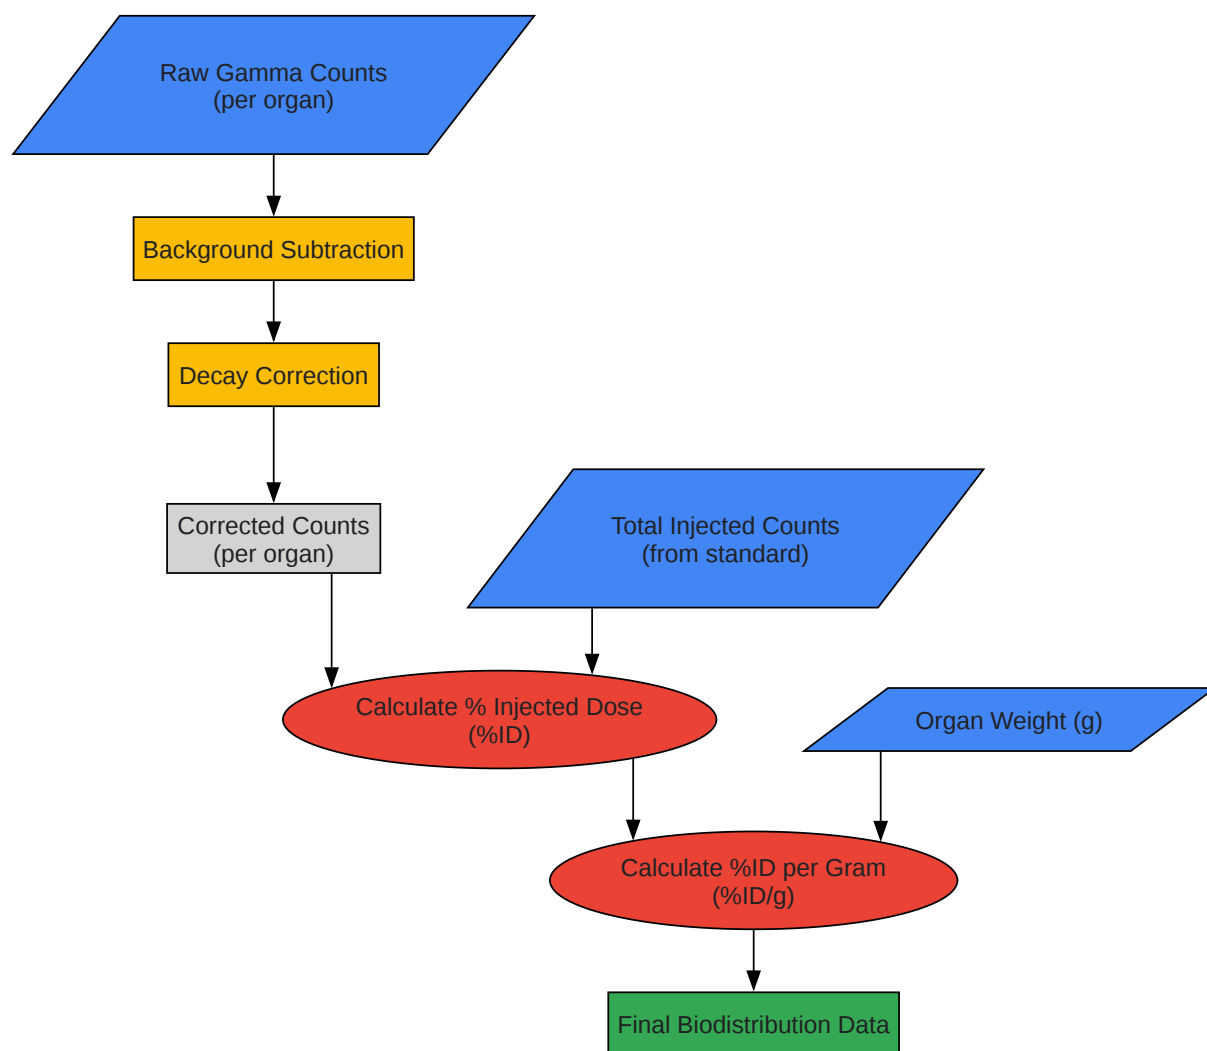 Raw Gamma Counts
(per organ)
Background Subtraction
Decay Correction
Corrected Counts
(per organ)
Total Injected Counts
(from standard)
Calculate % Injected Dose
(%ID)
Organ Weight (g)
Calculate %ID per Gram
(%ID/g)
Final Biodistribution Data